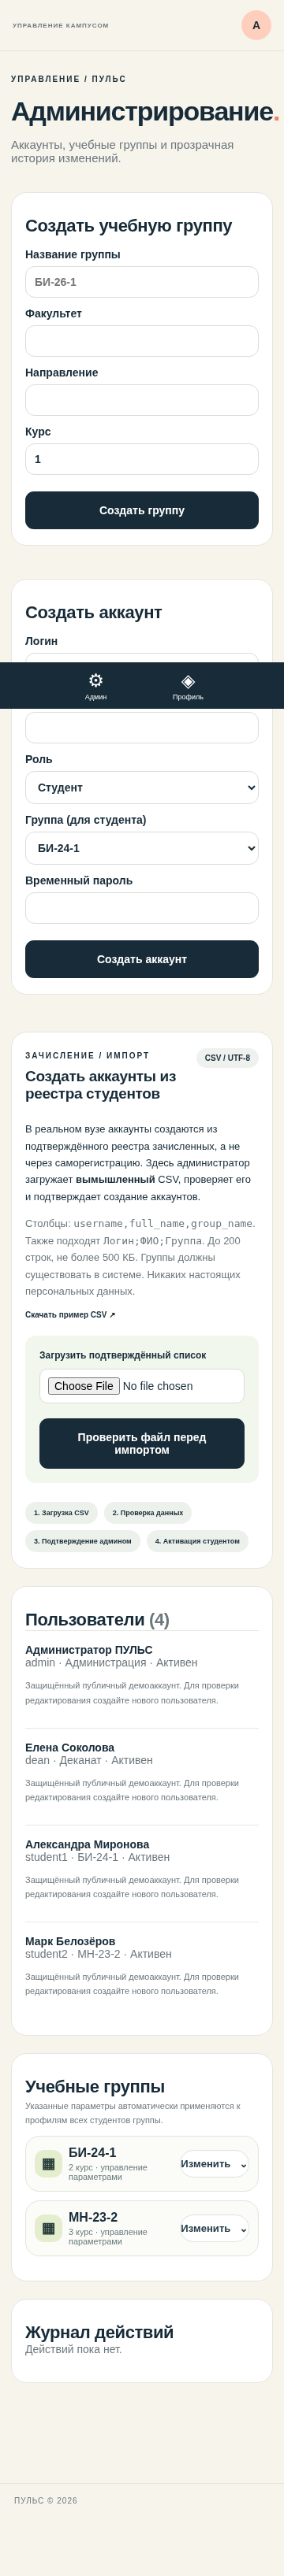 УПРАВЛЕНИЕ КАМПУСОМ
А
УПРАВЛЕНИЕ / ПУЛЬС
Администрирование.
Аккаунты, учебные группы и прозрачная
история изменений.
Создать учебную группу
Название группы
БИ-26-1
Факультет
Направление
Курс
1
Создать группу
Создать аккаунт
Логин
⚙ ◈
Админ Профиль
Роль
Студент
Группа (для студента)
БИ-24-1
Временный пароль
Создать аккаунт
ЗАЧИСЛЕНИЕ / ИМПОРТ
CSV / UTF-8
Создать аккаунты из
реестра студентов
В реальном вузе аккаунты создаются из
подтверждённого реестра зачисленных, а не
через саморегистрацию. Здесь администратор
загружает вымышленный CSV, проверяет его
и подтверждает создание аккаунтов.
Столбцы: username,full_name,group_name.
Также подходят Логин;ФИО;Группа. До 200
строк, не более 500 КБ. Группы должны
существовать в системе. Никаких настоящих
персональных данных.
Скачать пример CSV ↗
Загрузить подтверждённый список
Choose File No file chosen
Проверить файл перед
импортом
1. Загрузка CSV 2. Проверка данных
3. Подтверждение админом 4. Активация студентом
Пользователи (4)
Администратор ПУЛЬС
admin · Администрация · Активен
Защищённый публичный демоаккаунт. Для проверки
редактирования создайте нового пользователя.
Елена Соколова
dean · Деканат · Активен
Защищённый публичный демоаккаунт. Для проверки
редактирования создайте нового пользователя.
Александра Миронова
student1 · БИ-24-1 · Активен
Защищённый публичный демоаккаунт. Для проверки
редактирования создайте нового пользователя.
Марк Белозёров
student2 · МН-23-2 · Активен
Защищённый публичный демоаккаунт. Для проверки
редактирования создайте нового пользователя.
Учебные группы
Указанные параметры автоматически применяются к
профилям всех студентов группы.
БИ-24-1
2 курс · управление
параметрами
Изменить
МН-23-2
3 курс · управление
параметрами
Изменить
Журнал действий
Действий пока нет.
ПУЛЬС © 2026